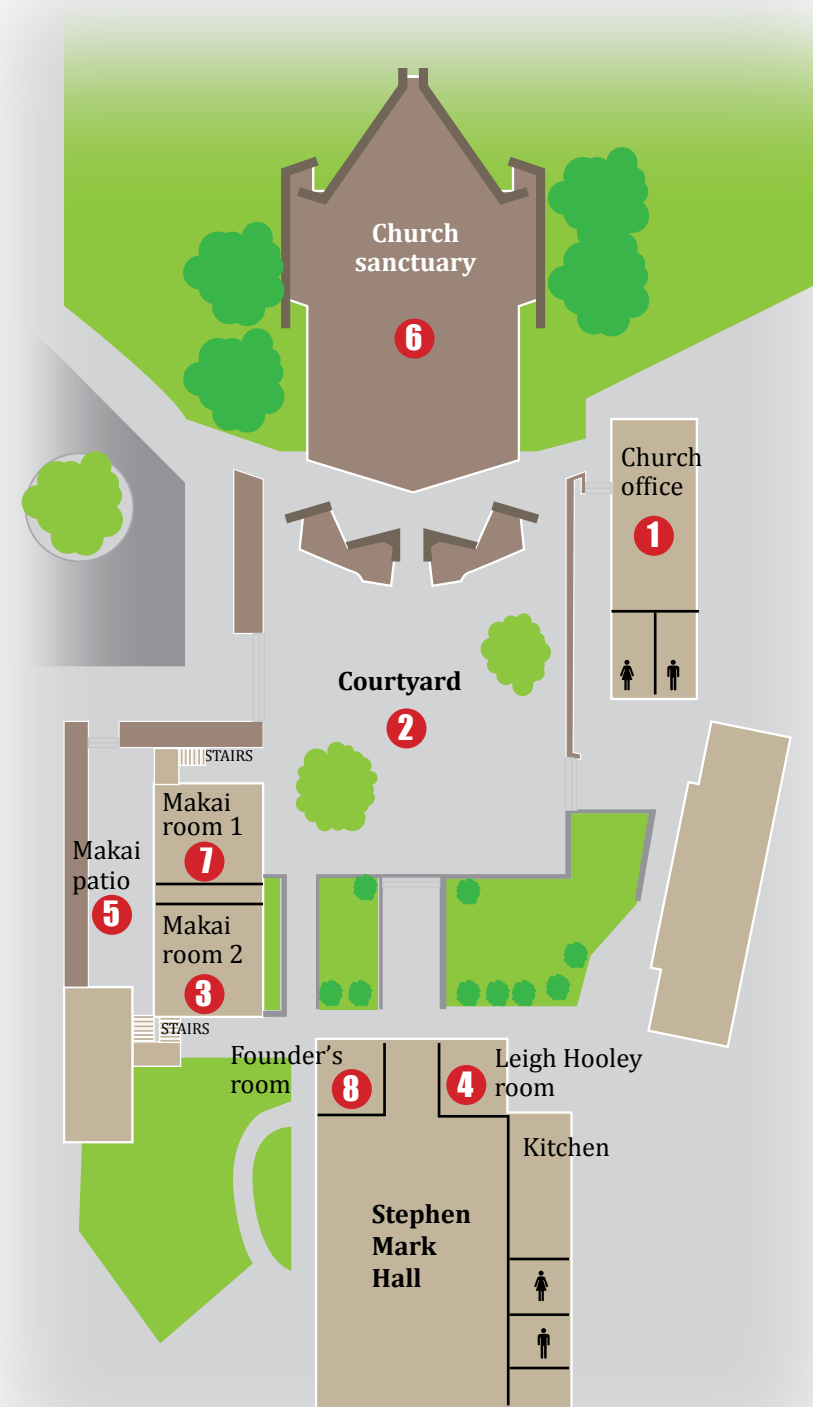 Church
sanctuary
6
Church
office
1
Courtyard
2
STAIRS
Makai
room 1
7
Makai
patio
5
Makai
room 2
3
STAIRS
Founder's
room
8
Leigh Hooley
room
4
Kitchen
Stephen
Mark
Hall